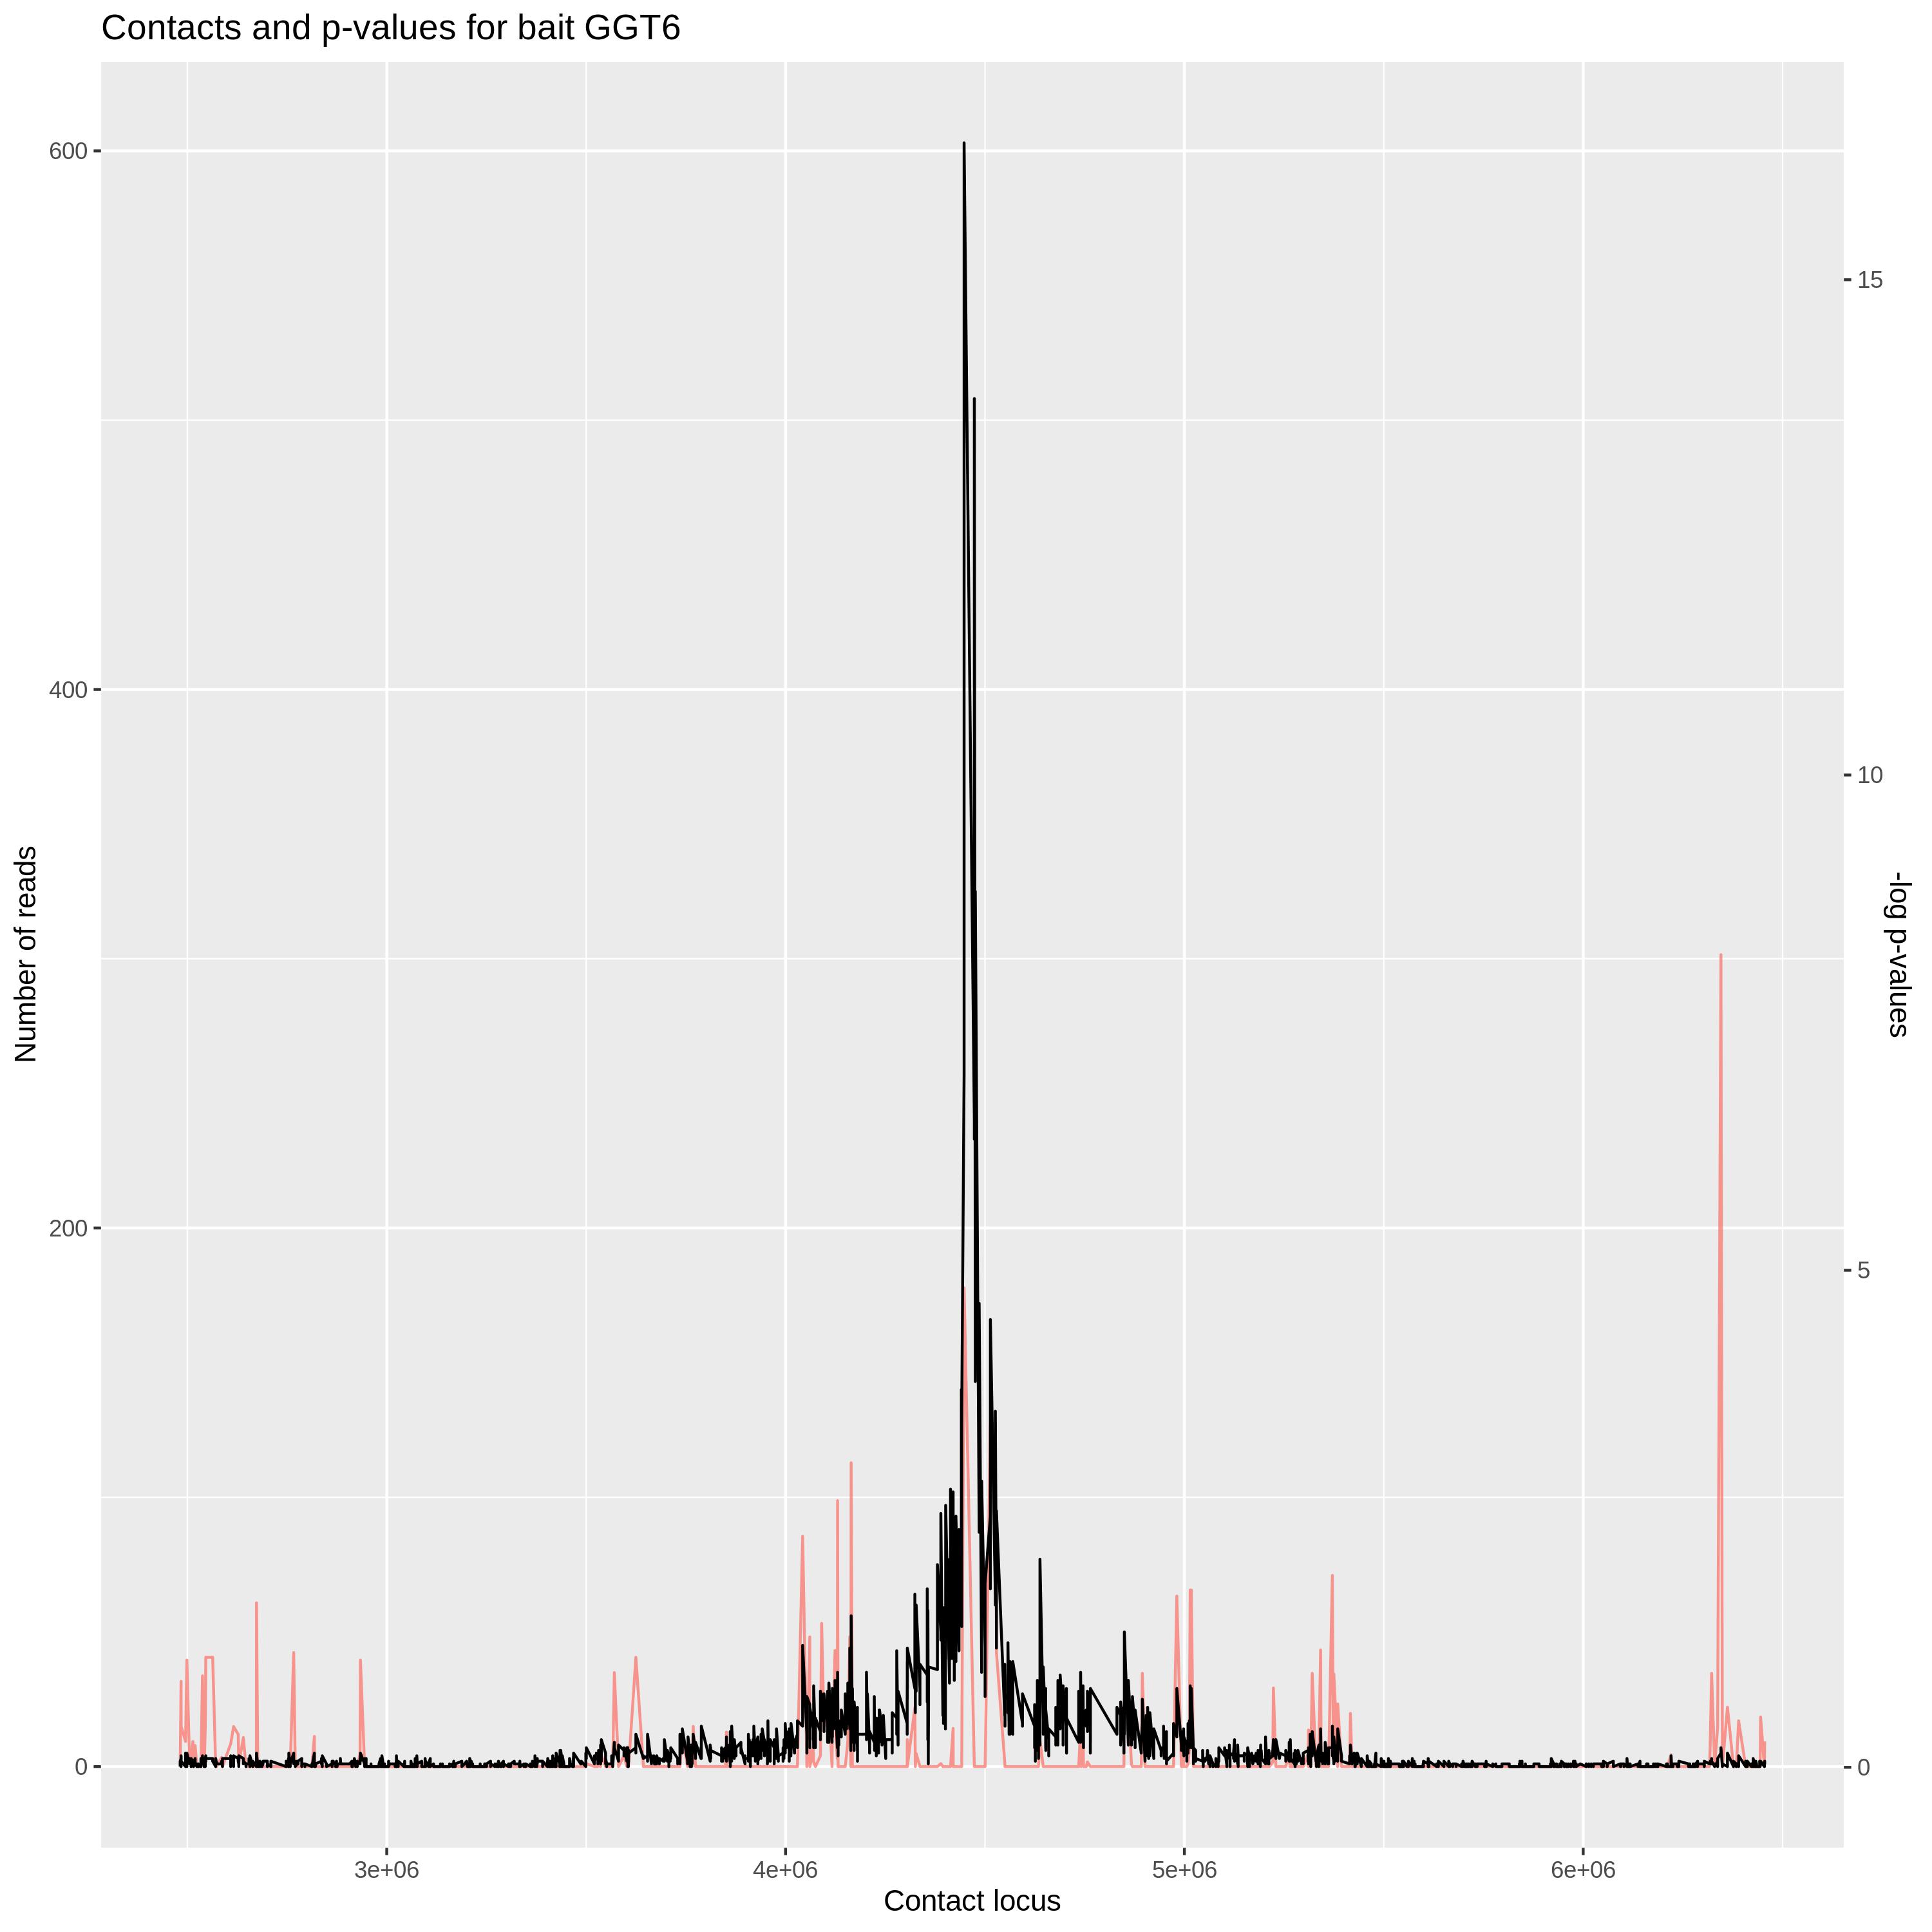 Contacts and p-values for bait GGT6
600
400
200
0
Number of reads
15
10
5
0
-log p-values
3e+06
4e+06
5e+06
6e+06
Contact locus